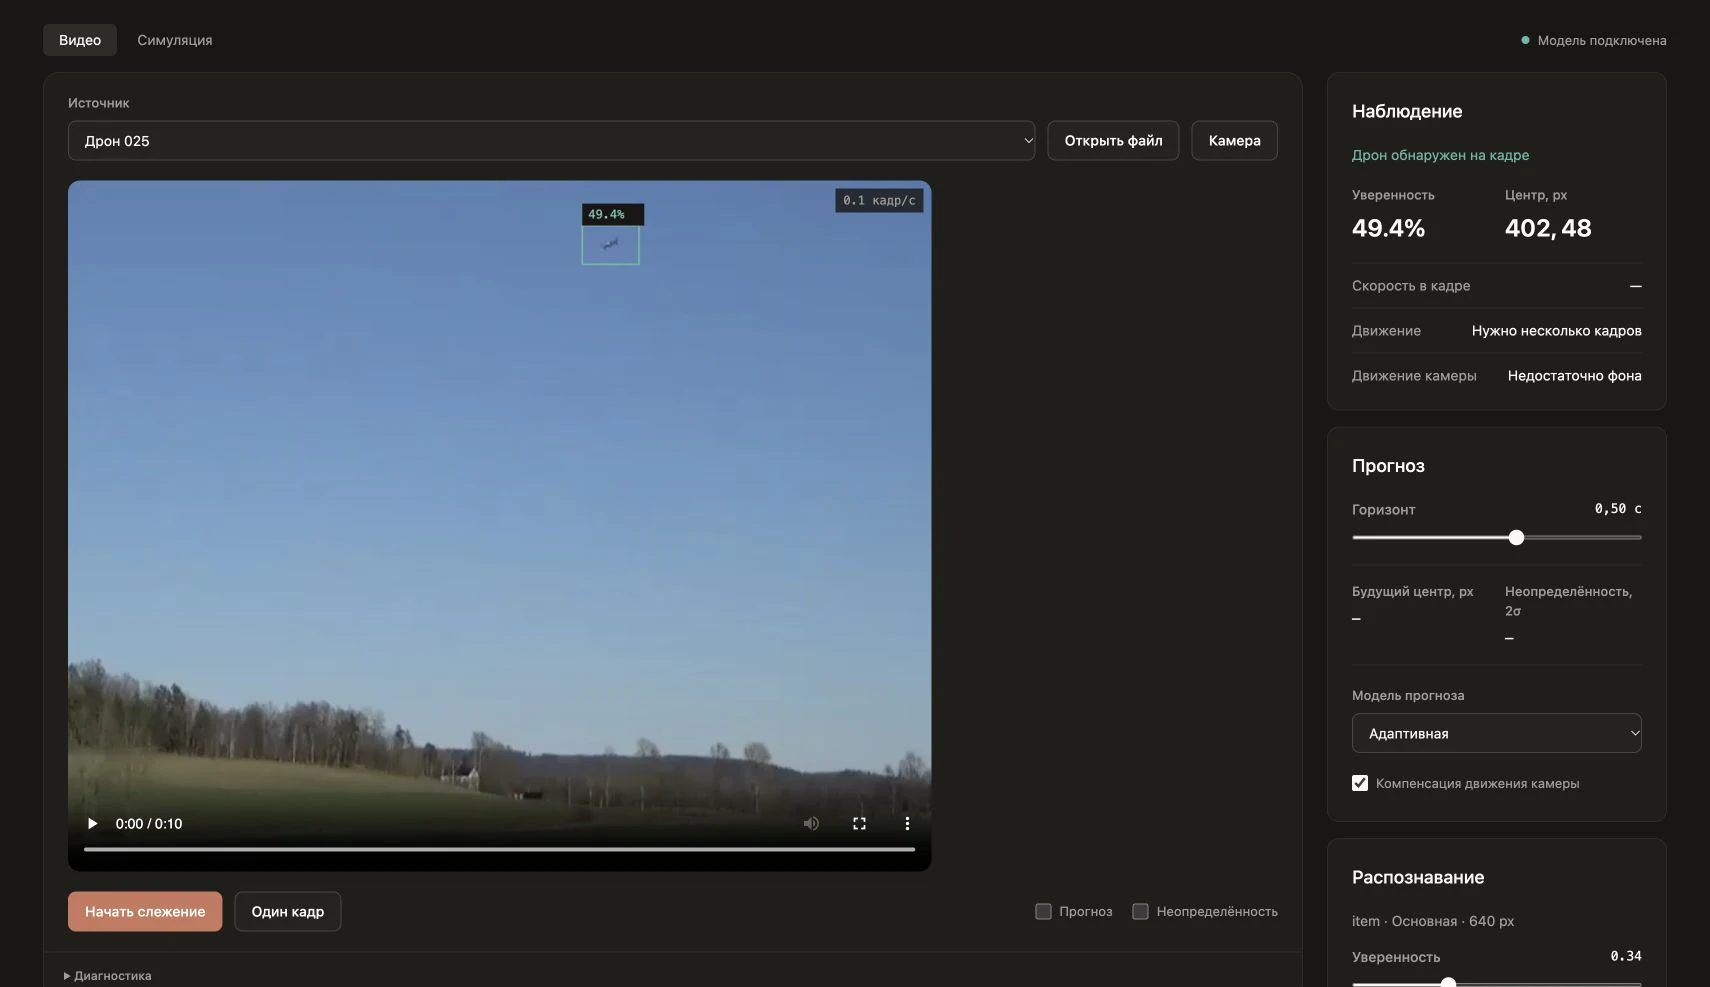 Видео
Симуляция
Модель подключена
Источник
Дрон 025
Открыть файл
Камера
0.1 кадр/с
49.4%
0:00 / 0:10
Начать слежение
Один кадр
Прогноз
Неопределённость
Диагностика
Наблюдение
Дрон обнаружен на кадре
Уверенность
Центр, px
49.4%
402, 48
Скорость в кадре
—
Движение
Нужно несколько кадров
Движение камеры
Недостаточно фона
Прогноз
Горизонт
0,50 с
Будущий центр, px
—
Неопределённость,
2σ
—
Модель прогноза
Адаптивная
Компенсация движения камеры
Распознавание
item · Основная · 640 px
Уверенность
0.34